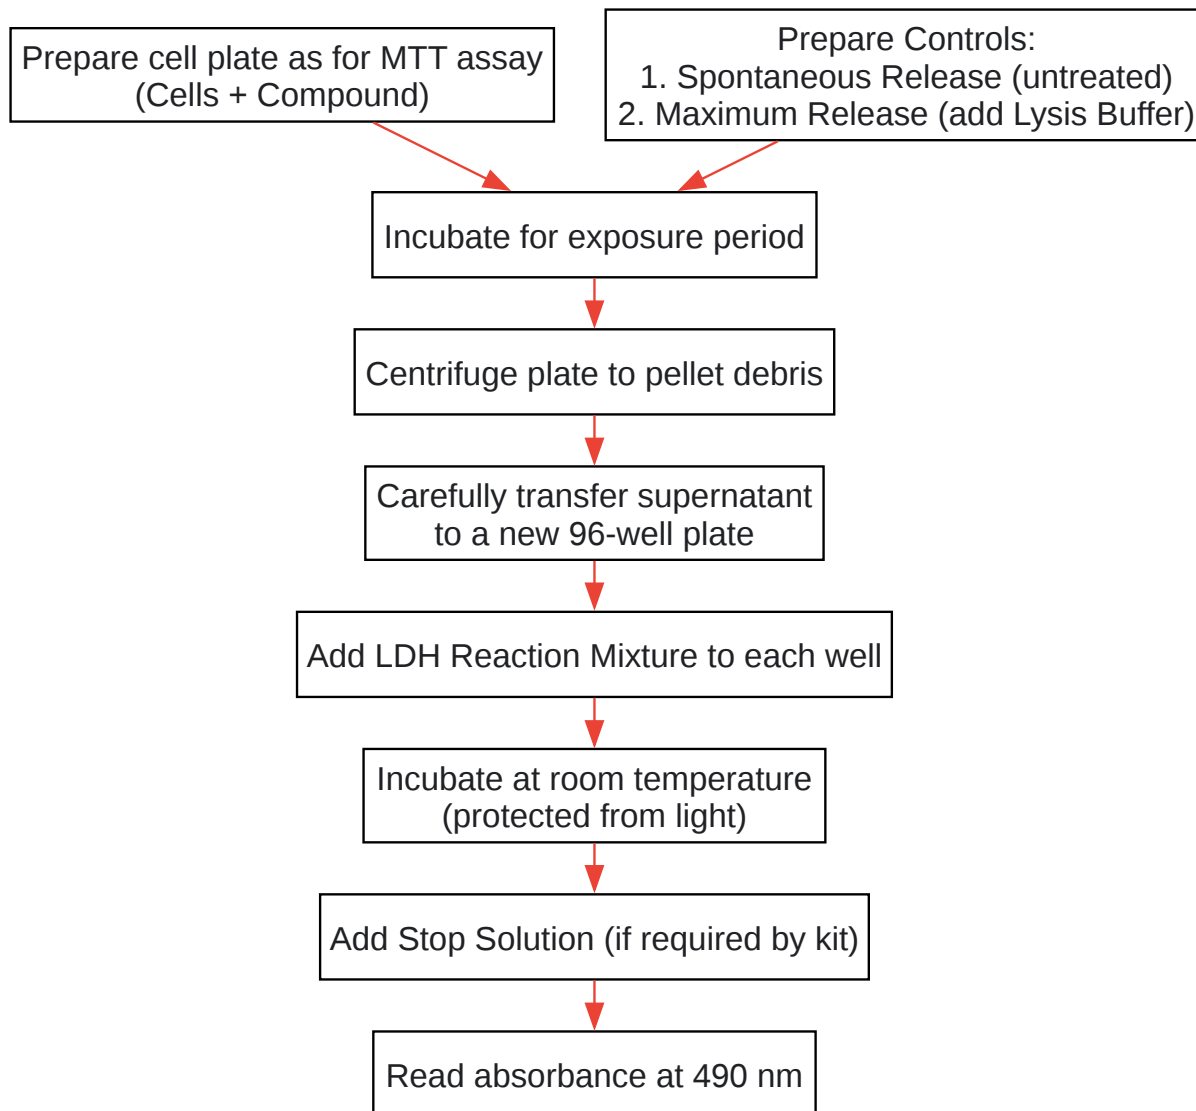 Prepare cell plate as for MTT assay
(Cells + Compound)
Prepare Controls:
1. Spontaneous Release (untreated)
2. Maximum Release (add Lysis Buffer)
Incubate for exposure period
Centrifuge plate to pellet debris
Carefully transfer supernatant
to a new 96-well plate
Add LDH Reaction Mixture to each well
Incubate at room temperature
(protected from light)
Add Stop Solution (if required by kit)
Read absorbance at 490 nm